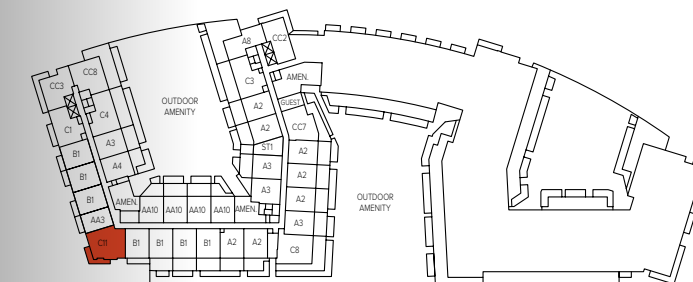 A8
CC2
CC8
CC3
C3
AMEN.
OUTDOOR
AMENITY
A2
GUEST
C4
C1
A2
CC7
A3
B1
ST1
A2
A4
A3
B1
A2
A3
AMEN.
AA10
AA10
AA10
AA10
AMEN.
B1
A2
OUTDOOR
AMENITY
AA3
A3
C11
B1
B1
B1
B1
A2
A2
C8